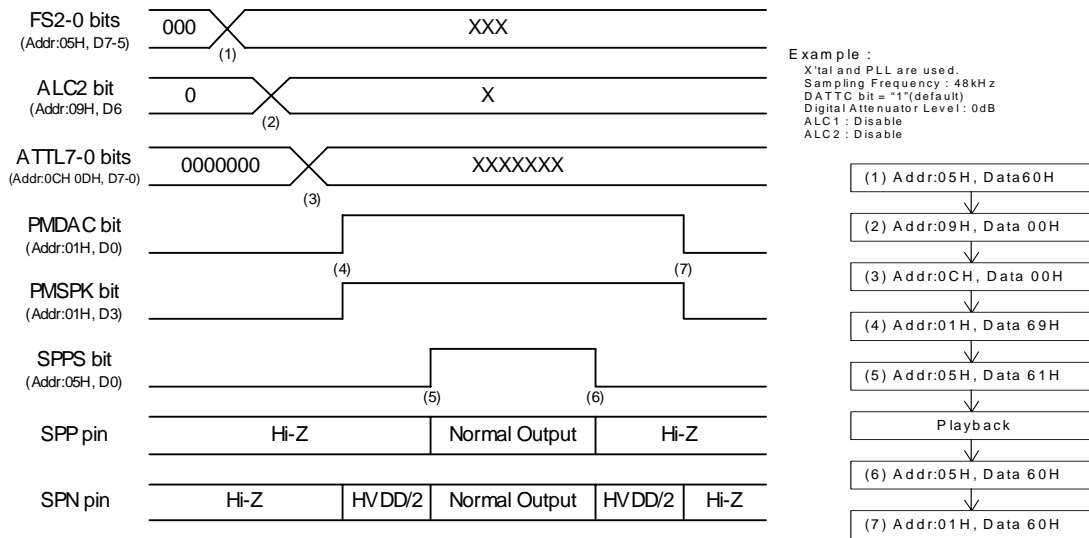 FS2-0 bits
(Addr:05H, D7-5)
000
XXX
(1)
ALC2 bit
(Addr:09H, D6
0
X
(2)
ATTL7-0 bits
(Addr:0CH 0DH, D7-0)
0000000
XXXXXXX
(3)
PMDAC bit
(Addr:01H, D0)
(4)
(7)
PMSPK bit
(Addr:01H, D3)
SPPS bit
(Addr:05H, D0)
(5)
(6)
SPP pin
Hi-Z
Normal Output
Hi-Z
SPN pin
Hi-Z
HVDD/2
Normal Output
HVDD/2
Hi-Z
Example :
X'tal and PLL are used.
Sampling Frequency : 48kHz
DATTC bit = “1”(default)
Digital Attenuator Level : 0dB
ALC1 : Disable
ALC2 : Disable
(1) Addr:05H, Data60H
(2) Addr:09H, Data 00H
(3) Addr:0CH, Data 00H
(4) Addr:01H, Data 69H
(5) Addr:05H, Data 61H
Playback
(6) Addr:05H, Data 60H
(7) Addr:01H, Data 60H